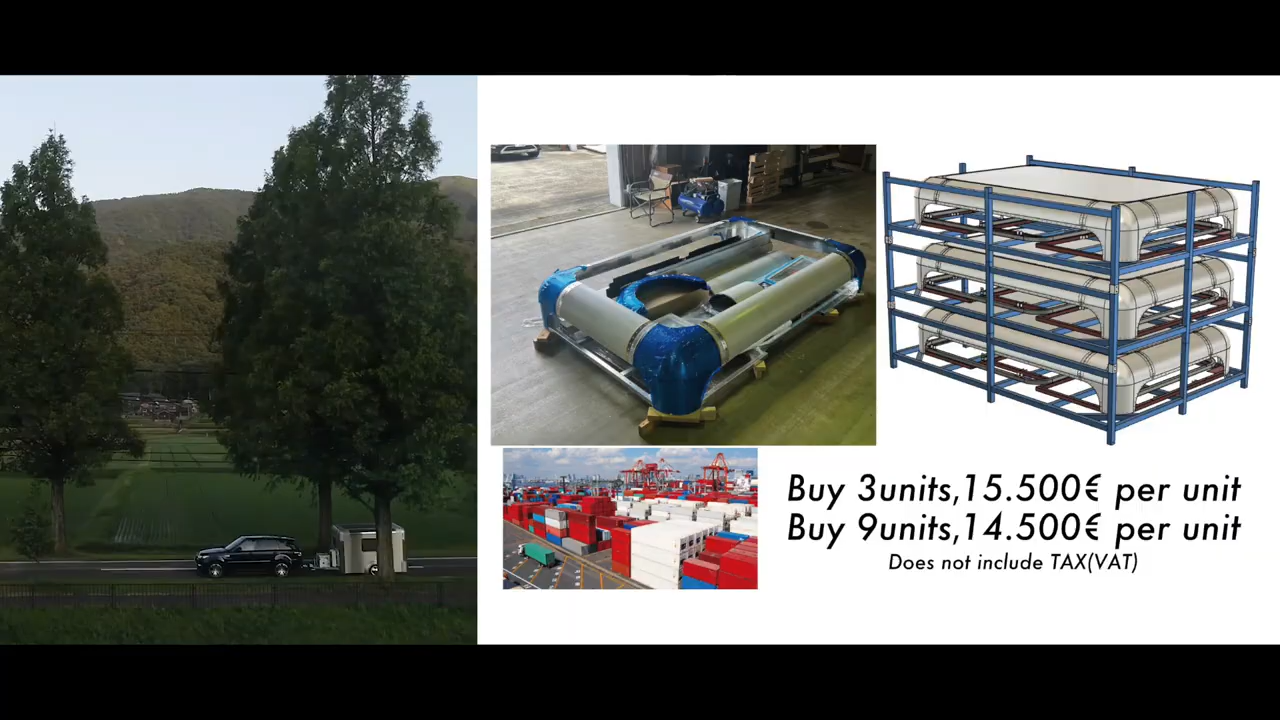 Buy 3units,15.500€ per unit
Buy 9units,14.500€ per unit
Does not include TAX(VAT)